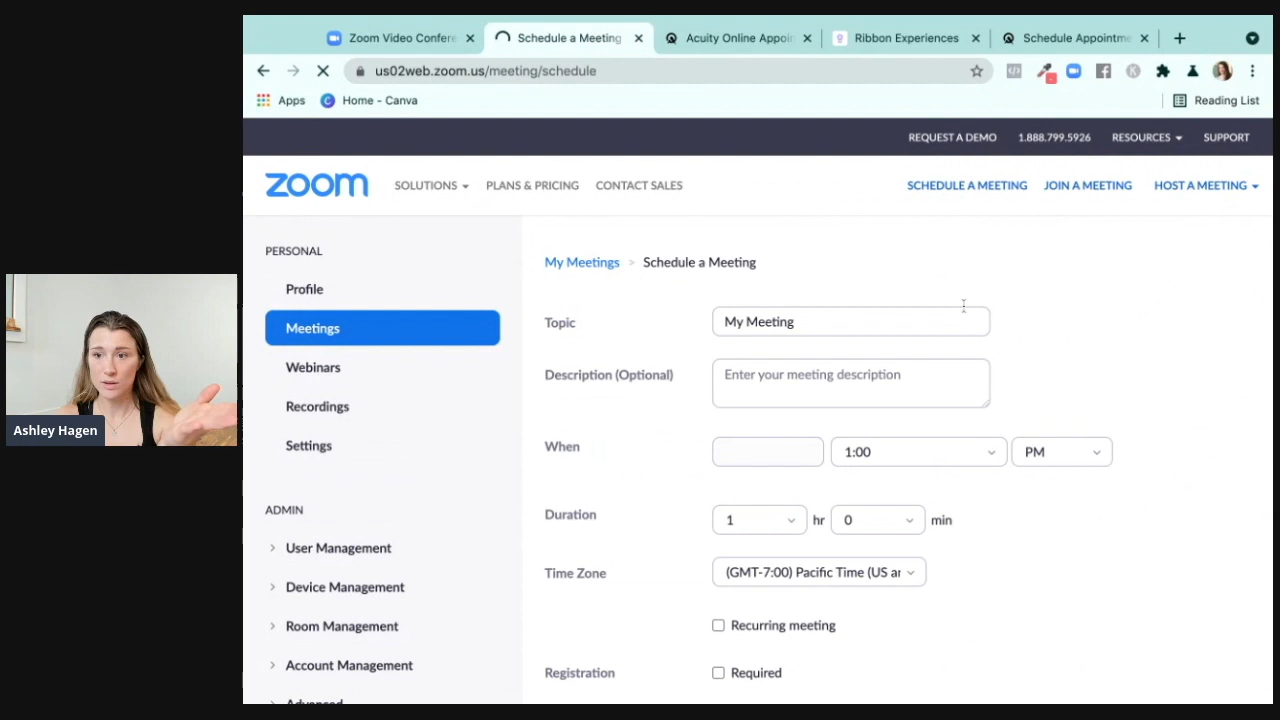 Zoom Video Confere
Schedule a Meeting
Acuity Online Appoin
Ribbon Experiences
Schedule Appointme
us02web.zoom.us/meeting/schedule
Apps
Home - Canva
Reading List
REQUEST A DEMO
1.888.799.5926
RESOURCES
SUPPORT
zoom
SOLUTIONS
PLANS & PRICING
CONTACT SALES
SCHEDULE A MEETING
JOIN A MEETING
HOST A MEETING
PERSONAL
Profile
Meetings
Webinars
Recordings
Settings
ADMIN
User Management
Device Management
Room Management
Account Management
Advanced
My Meetings > Schedule a Meeting
Topic
My Meeting
Description (Optional)
Enter your meeting description
When
1:00
PM
Duration
1 hr 0 min
Time Zone
(GMT-7:00) Pacific Time (US ar
Recurring meeting
Registration
Required
Ashley Hagen